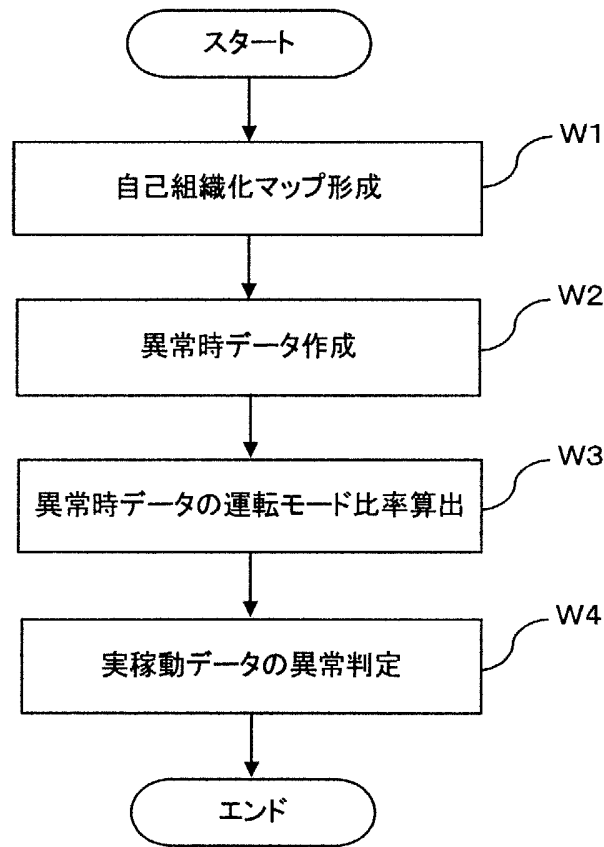 スタート
W1
自己組織化マップ形成
W2
異常時データ作成
W3
異常時データの運転モード比率算出
W4
実稼動データの異常判定
エンド